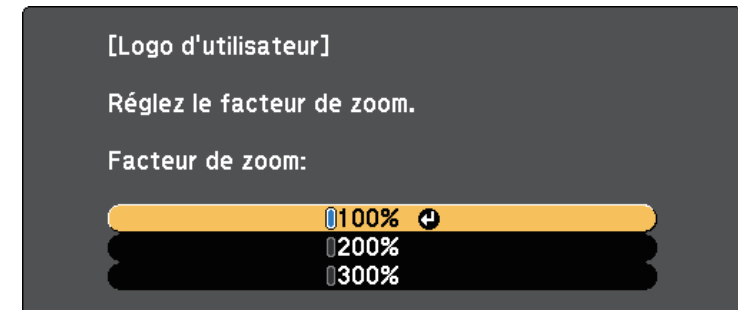 [Logo d'utilisateur]
Réglez le facteur de zoom.
Facteur de zoom:
100%
200%
300%